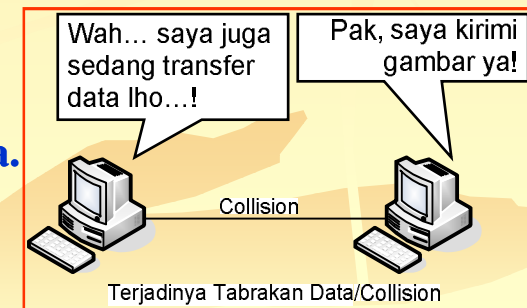 Wah... saya juga
sedang transfer
data lho...!
Pak, saya kirimi
gambar ya!
a.
Collision
Terjadinya Tabrakan Data/Collision